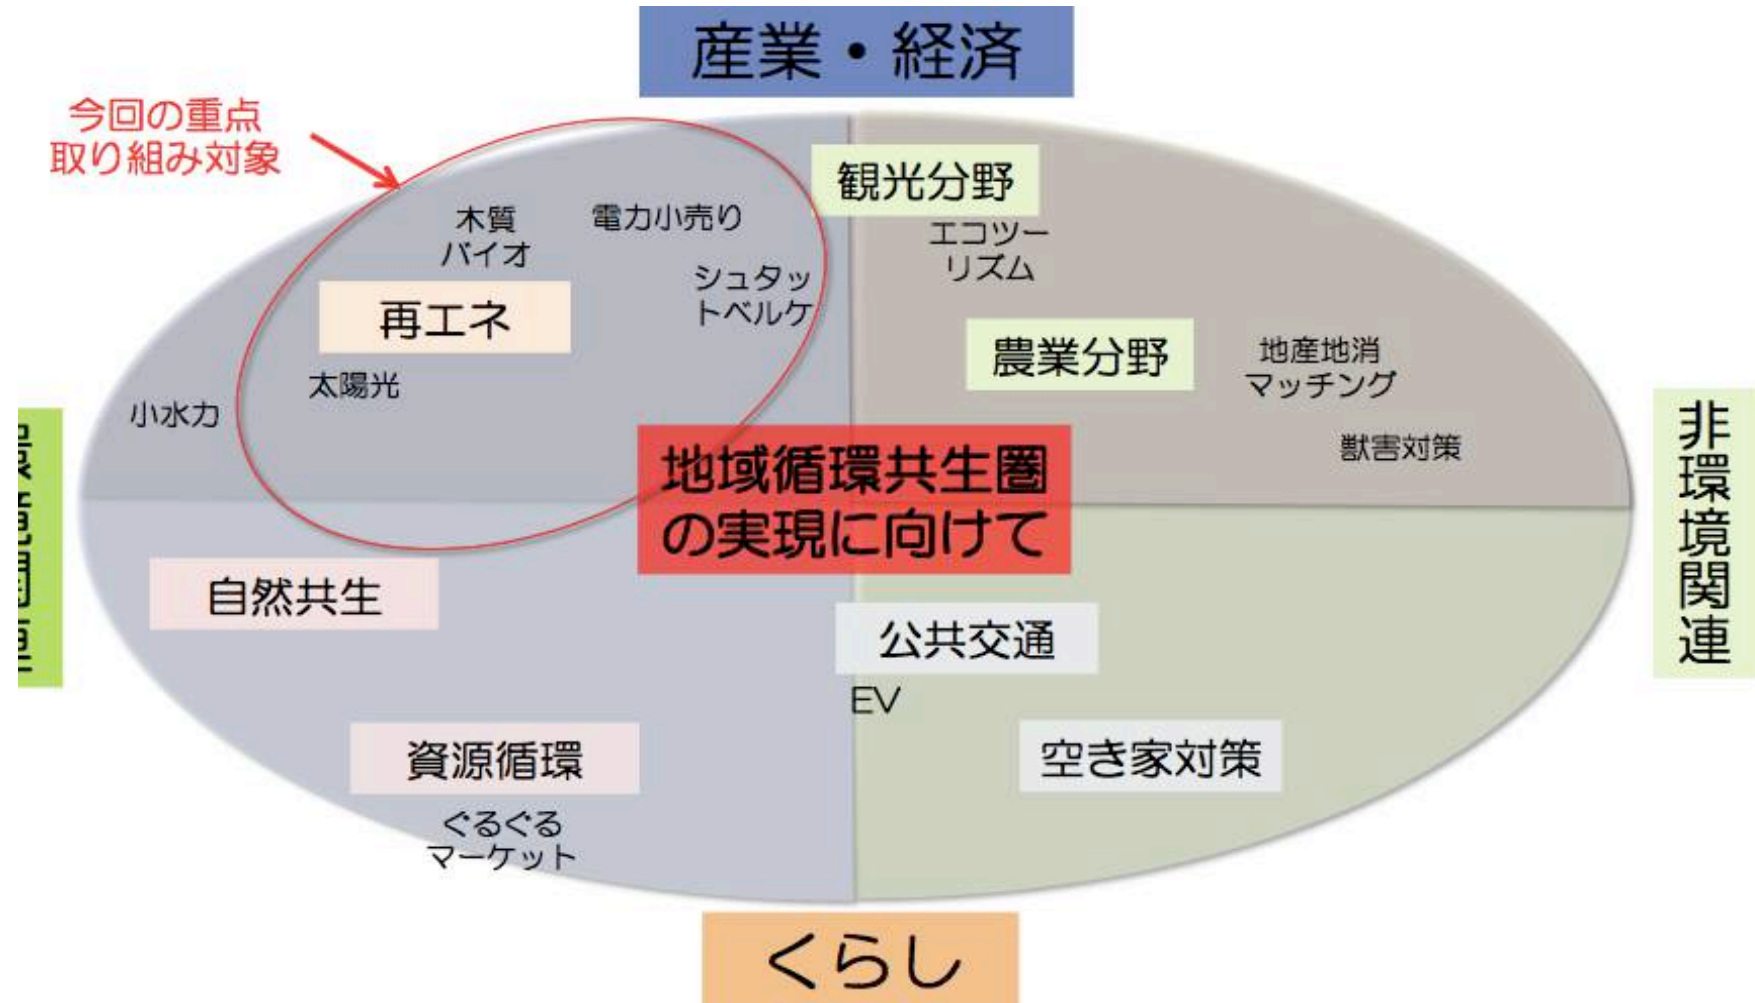 産業・経済
今回の重点
取り組み対象
観光分野
木質
バイオ
電力小売り
エコツー
リズム
シュタッ
トベルケ
再エネ
農業分野
地産地消
マッチング
太陽光
小水力
獣害対策
非環境関連
地域循環共生圏
の実現に向けて
自然共生
公共交通
EV
資源循環
空き家対策
ぐるぐる
マーケット
くらし